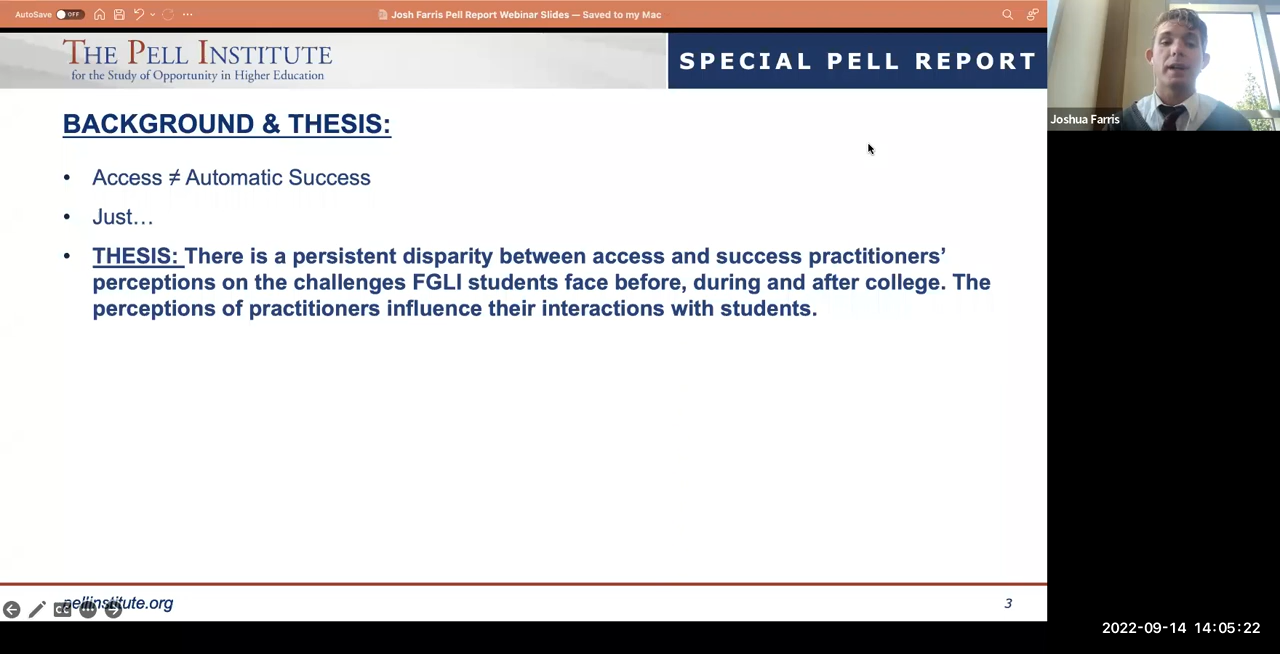 AutoSave OFF
Josh Farris Pell Report Webinar Slides — Saved to my Mac
THE PELL INSTITUTE
for the Study of Opportunity in Higher Education
SPECIAL PELL REPORT
Joshua Farris
BACKGROUND & THESIS:
• Access ≠ Automatic Success
• Just…
• THESIS: There is a persistent disparity between access and success practitioners’
perceptions on the challenges FGLI students face before, during and after college. The
perceptions of practitioners influence their interactions with students.
pellinstitute.org
CC
3
2022-09-14 14:05:22